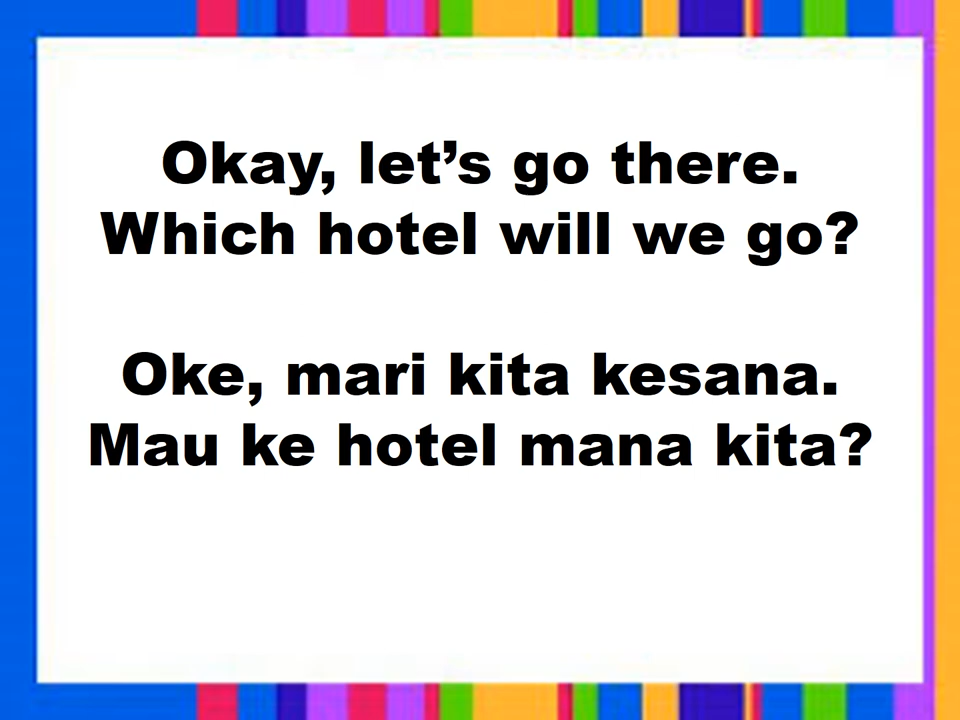 Okay, let’s go there.
Which hotel will we go?
Oke, mari kita kesana.
Mau ke hotel mana kita?